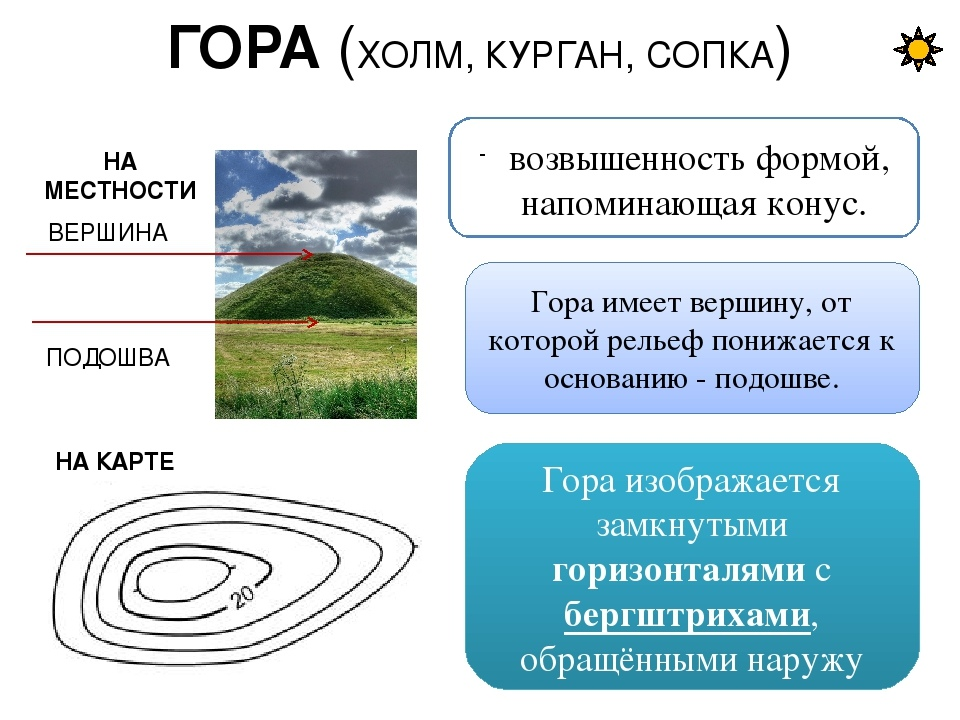 ГОРА (ХОЛМ, КУРГАН, СОПКА)
НА
МЕСТНОСТИ
ВЕРШИНА
ПОДОШВА
- возвышенность формой,
напоминающая конус.
Гора имеет вершину, от
которой рельеф понижается к
основанию - подошве.
НА КАРТЕ
20
Гора изображается
замкнутыми
горизонталями с
бергштрихами,
обращёнными наружу